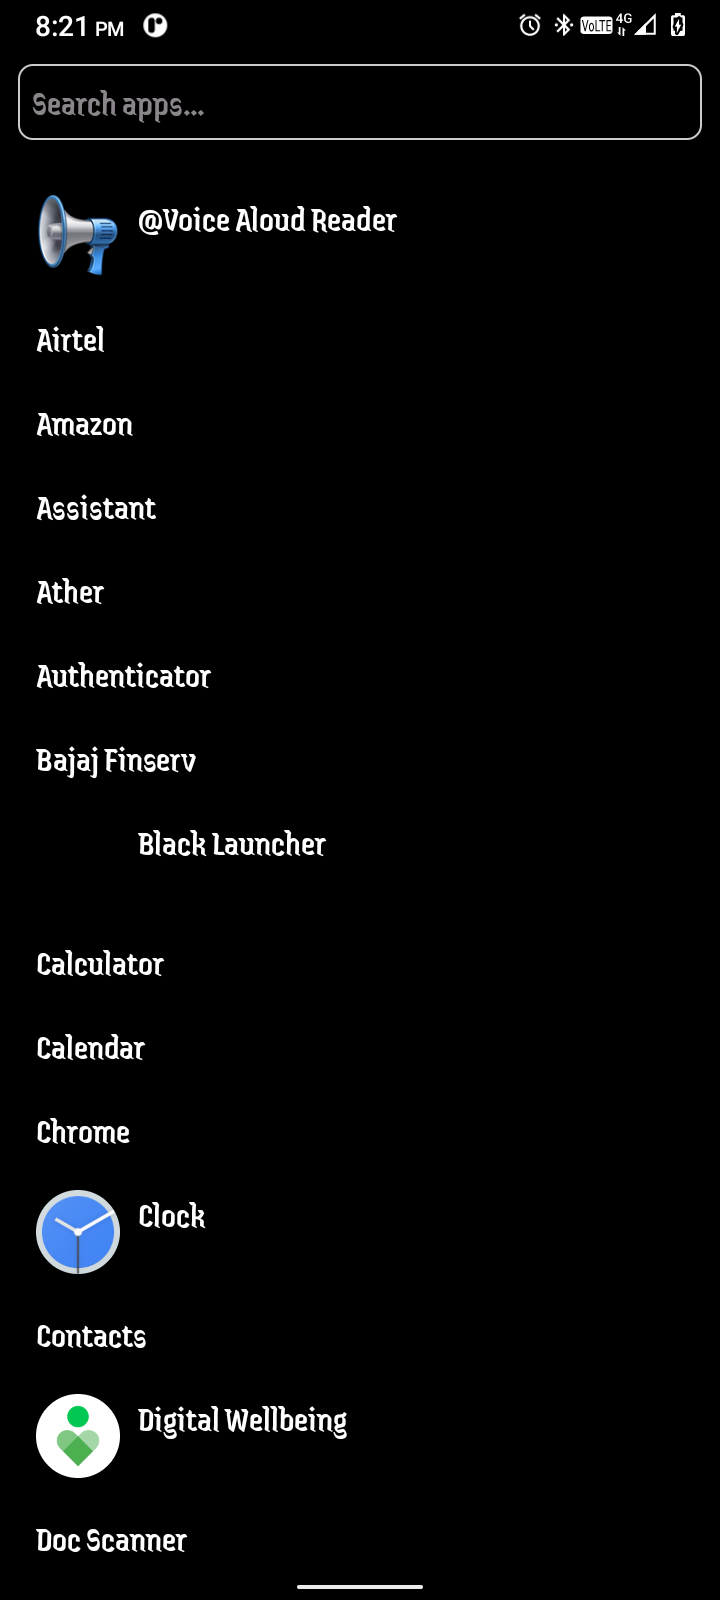 8:21 PM
VoLTE 4G
Search apps...
@Voice Aloud Reader
Airtel
Amazon
Assistant
Ather
Authenticator
Bajaj Finserv
Black Launcher
Calculator
Calendar
Chrome
Clock
Contacts
Digital Wellbeing
Doc Scanner